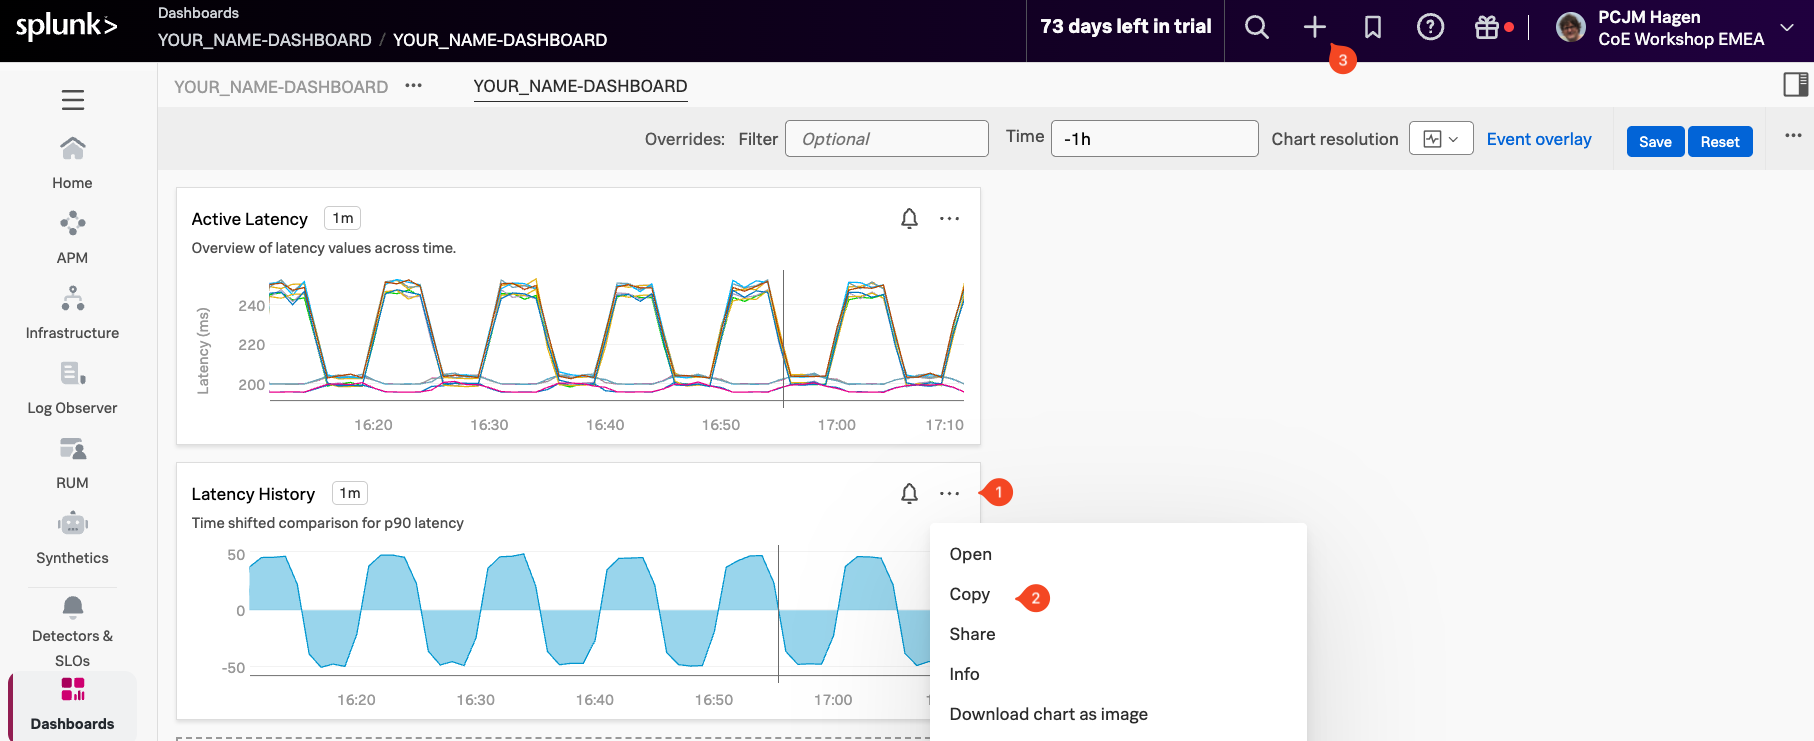 splunk>
Dashboards
YOUR_NAME-DASHBOARD / YOUR_NAME-DASHBOARD
73 days left in trial
3
PCJM Hagen
CoE Workshop EMEA
YOUR_NAME-DASHBOARD ···
YOUR_NAME-DASHBOARD
Overrides: Filter Optional Time -1h Chart resolution Event overlay Save Reset ···
Home
APM
Infrastructure
Log Observer
RUM
Synthetics
Detectors &
SLOs
Dashboards
Active Latency 1m
Overview of latency values across time.
Latency (ms)
240
220
200
16:20 16:30 16:40 16:50 17:00 17:10
Latency History 1m
1
Time shifted comparison for p90 latency
50
0
-50
16:20 16:30 16:40 16:50 17:00
Open
Copy
2
Share
Info
Download chart as image